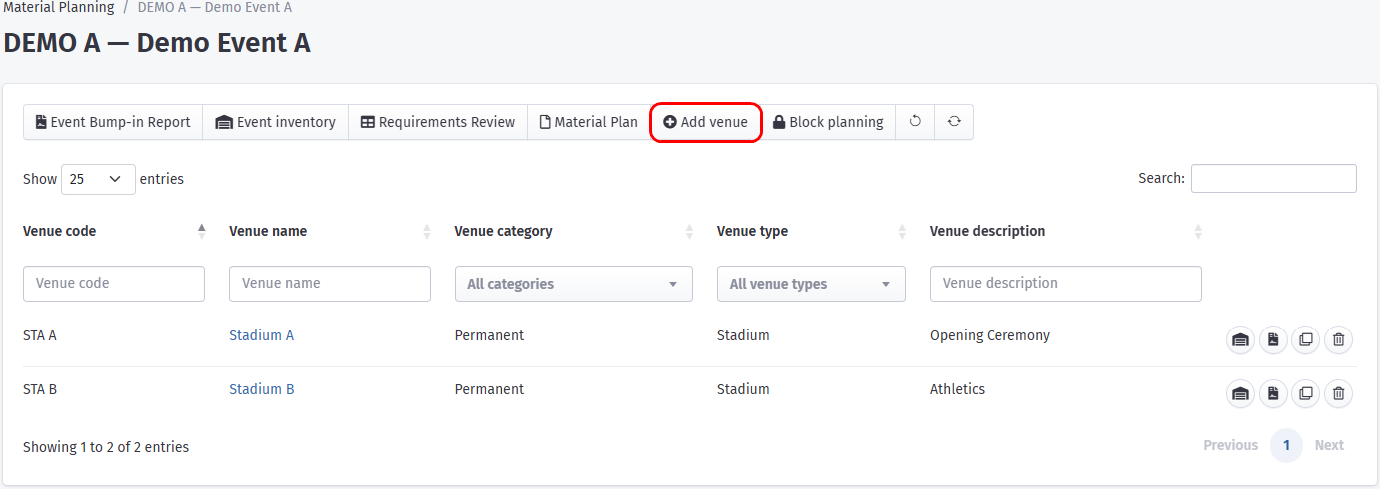 Material Planning / DEMO A — Demo Event A
DEMO A — Demo Event A
Event Bump-in Report Event inventory Requirements Review Material Plan Add venue Block planning
Show 25 entries Search:
Venue code Venue name Venue category Venue type Venue description
Venue code Venue name All categories All venue types Venue description
STA A Stadium A Permanent Stadium Opening Ceremony
STA B Stadium B Permanent Stadium Athletics
Showing 1 to 2 of 2 entries Previous 1 Next